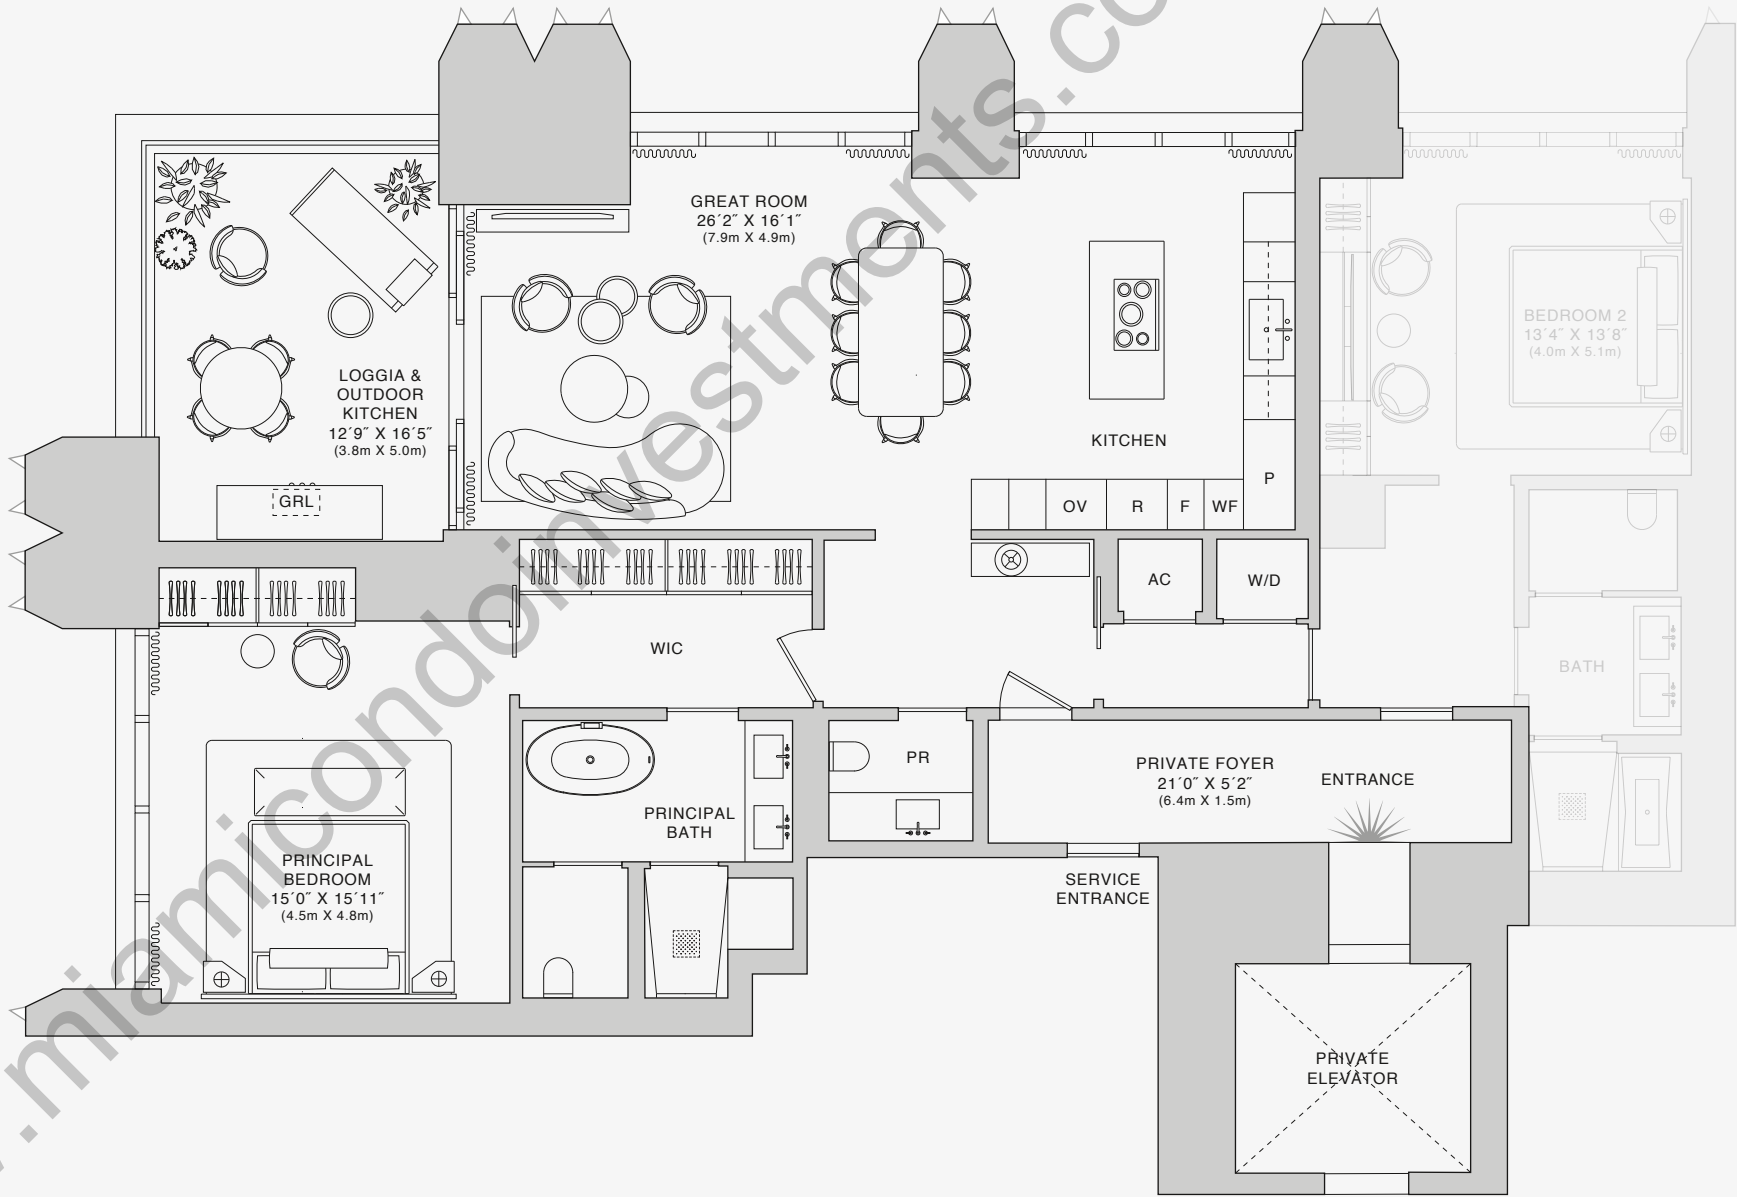 GREAT ROOM
26´2˝ X 16´1˝
(7.9m X 4.9m)
LOGGIA &
OUTDOOR
KITCHEN
12´9˝ X 16´5˝
(3.8m X 5.0m)
GRL
KITCHEN
OV
R
F
WF
P
BEDROOM 2
13´4˝ X 13´8˝
(4.0m X 5.1m)
AC
W/D
WIC
BATH
PRINCIPAL
BATH
PR
PRIVATE FOYER
21´0˝ X 5´2˝
(6.4m X 1.5m)
ENTRANCE
PRINCIPAL
BEDROOM
15´0˝ X 15´11˝
(4.5m X 4.8m)
SERVICE
ENTRANCE
PRIVATE
ELEVATOR
.miamicondoinvestments.co